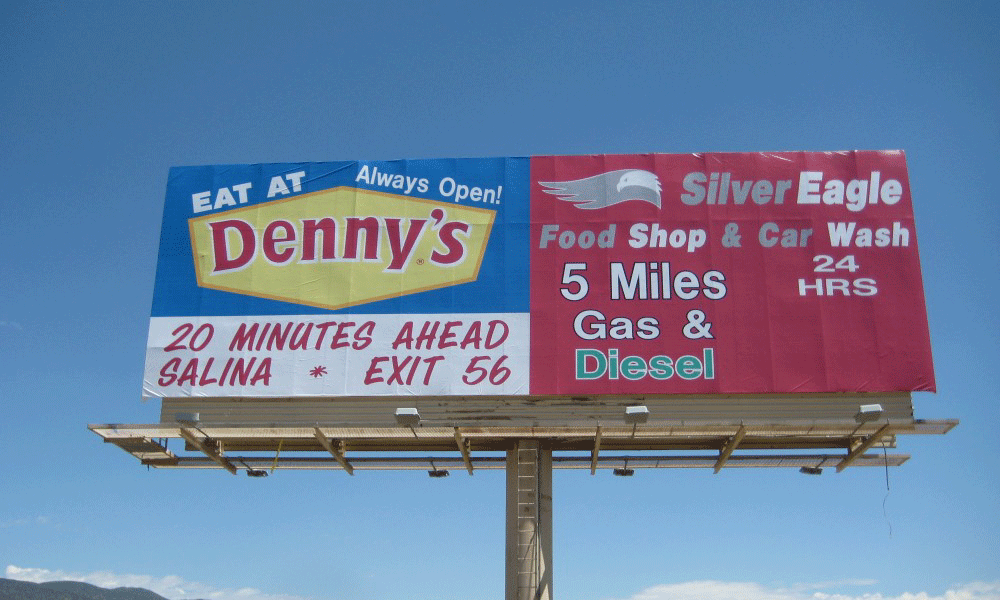 EAT AT Always Open!
Denny's
20 MINUTES AHEAD
SALINA * EXIT 56
Silver Eagle
Food Shop & Car Wash
24
HRS
5 Miles
Gas &
Diesel